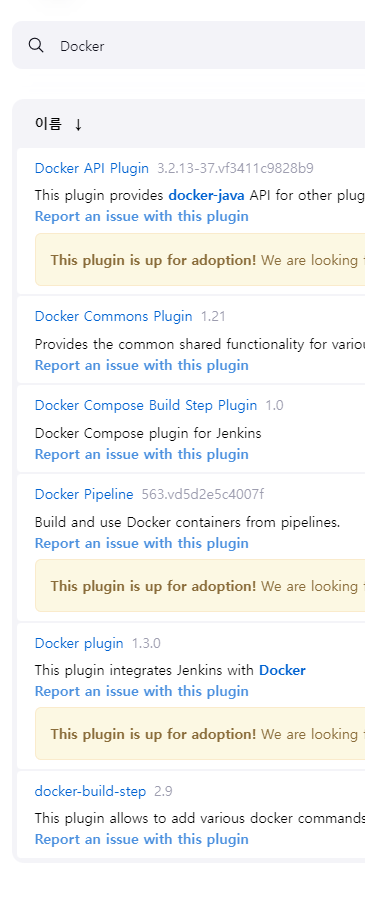 Docker
이름 ↓
Docker API Plugin 3.2.13-37.vf3411c9828b9
This plugin provides docker-java API for other plug
Report an issue with this plugin
This plugin is up for adoption! We are looking
Docker Commons Plugin 1.21
Provides the common shared functionality for variou
Report an issue with this plugin
Docker Compose Build Step Plugin 1.0
Docker Compose plugin for Jenkins
Report an issue with this plugin
Docker Pipeline 563.vd5d2e5c4007f
Build and use Docker containers from pipelines.
Report an issue with this plugin
This plugin is up for adoption! We are looking
Docker plugin 1.3.0
This plugin integrates Jenkins with Docker
Report an issue with this plugin
This plugin is up for adoption! We are looking
docker-build-step 2.9
This plugin allows to add various docker commands
Report an issue with this plugin